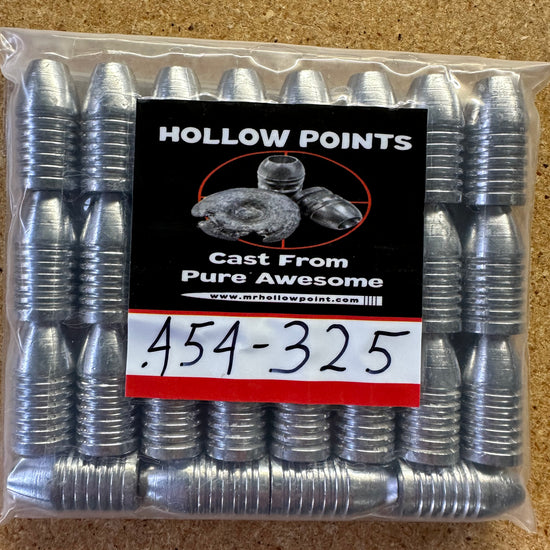 HOLLOW POINTS
Cast From
Pure Awesome
www.mrhollowpoint.com
.454-325